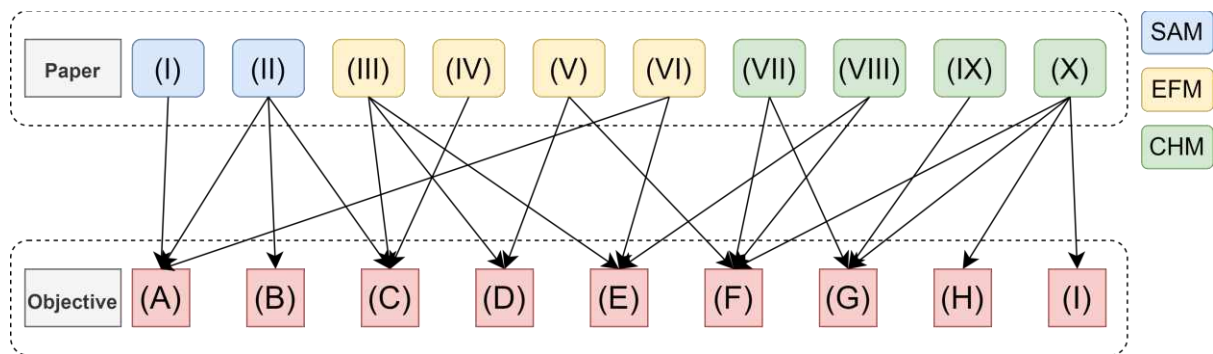 Paper (I) (II) (III) (IV) (V) (VI) (VII) (VIII) (IX) (X)
SAM
EFM
CHM
Objective (A) (B) (C) (D) (E) (F) (G) (H) (I)